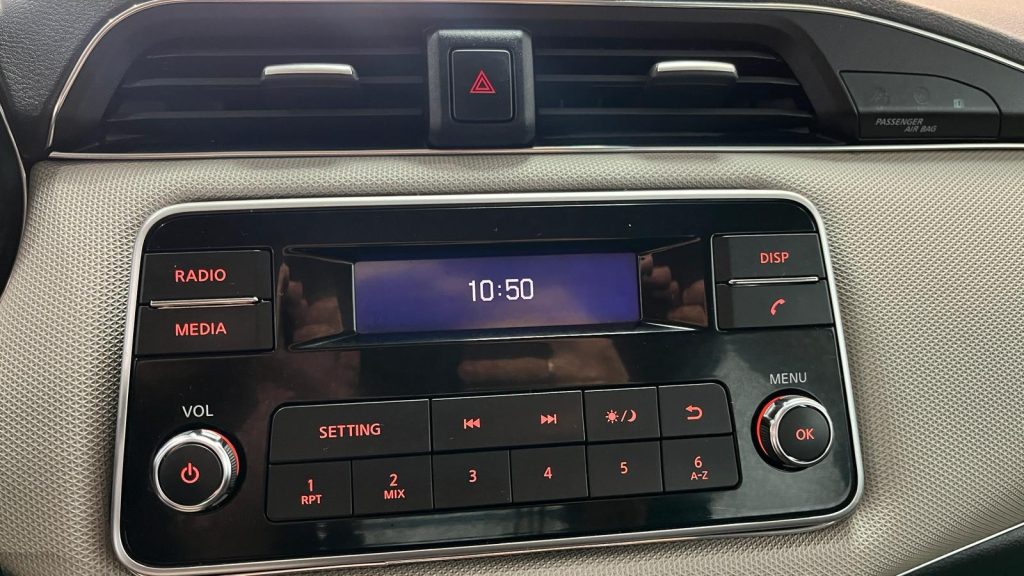 PASSENGER
AIR BAG
10:50
RADIO
MEDIA
DISP
VOL
MENU
SETTING
OK
1
RPT
2
MIX
3
4
5
6
A-Z